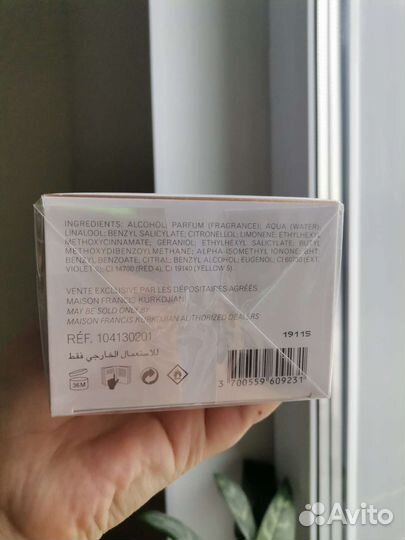 INGREDIENTS: ALCOHOL; PARFUM (FRAGRANCE); AQUA (WATER);
LINALOOL; BENZYL SALICYLATE; CITRONELLOL; LIMONENE; ETHYLHEXYL
METHOXYCINNAMATE; GERANIOL; ETHYLHEXYL SALICYLATE; BUTYL
METHOXYDIBENZOYLMETHANE; ALPHA-ISOMETHYL IONONE; BHT;
BENZYL BENZOATE; CITRAL; BENZYL ALCOHOL; EUGENOL; CI 60730 (EXT.
VIOLET 2); CI 14700 (RED 4); CI 19140 (YELLOW 5).
VENTE EXCLUSIVE PAR LES DÉPOSITAIRES AGRÉÉS
MAISON FRANCIS KURKDJIAN
MAY BE SOLD ONLY BY
MAISON FRANCIS KURKDJIAN AUTHORIZED DEALERS
RÉF. 104130201
19115
للاستعمال الخارجي فقط
36M
3 700559 609231
Avito